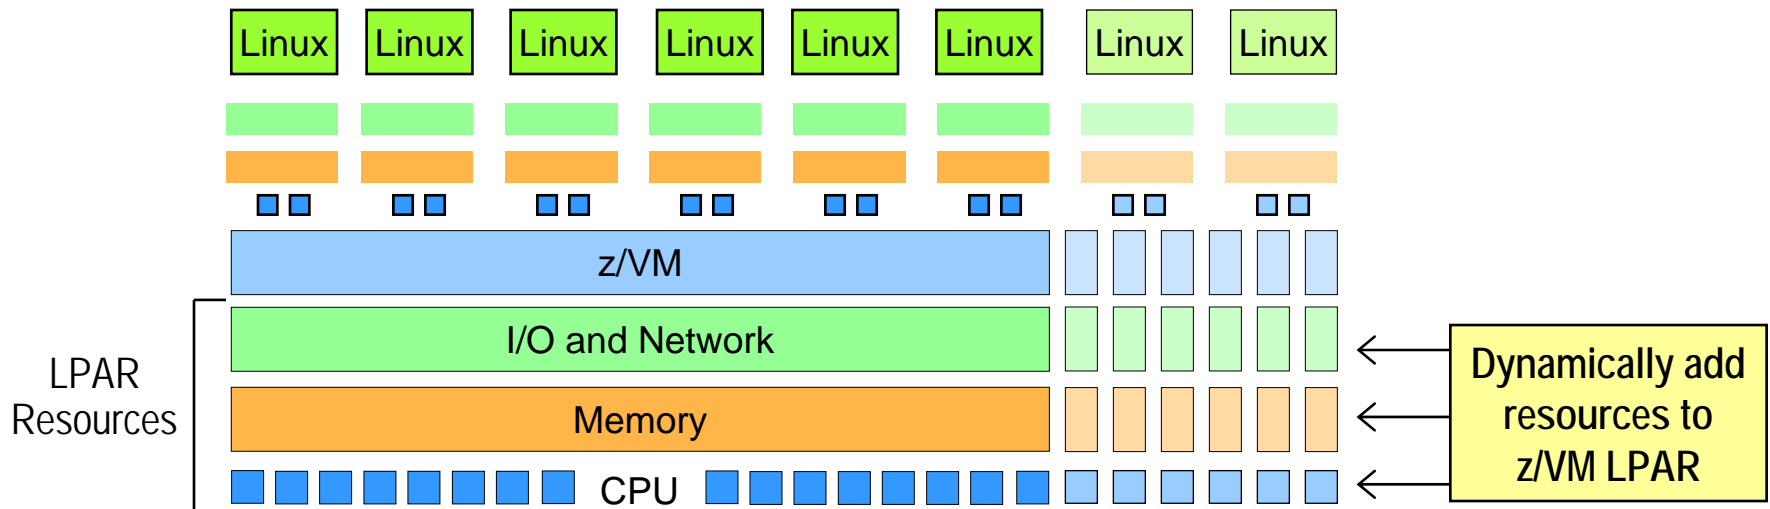 Linux Linux Linux Linux Linux Linux Linux Linux
z/VM
I/O and Network
LPAR
Resources
Memory
CPU
Dynamically add
resources to
z/VM LPAR